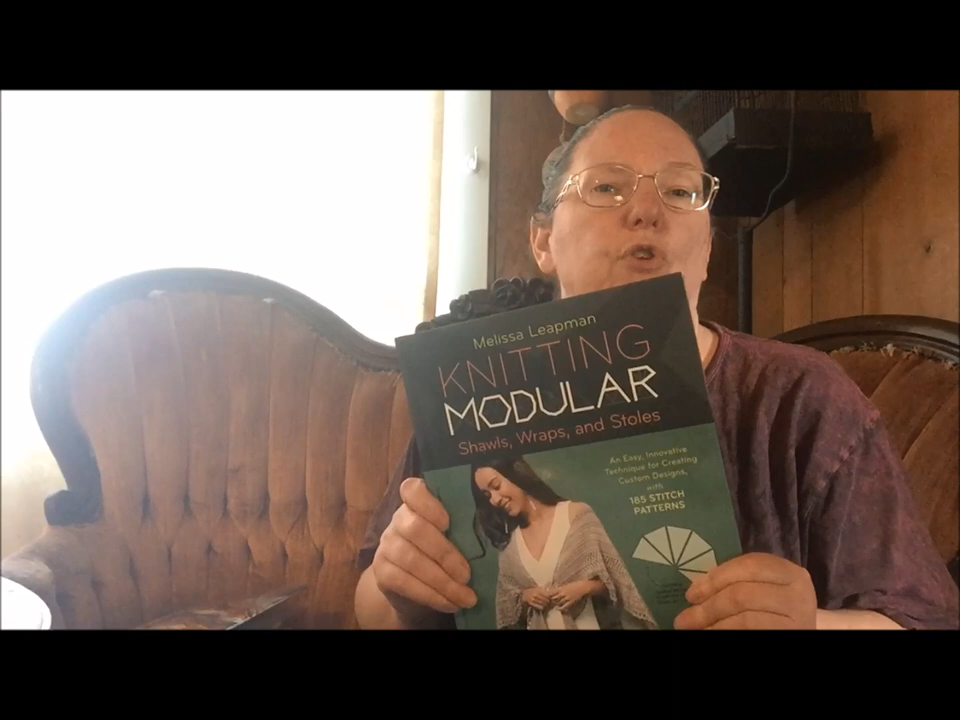 Melissa Leapman
KNITTING
MODULAR
Shawls, Wraps, and Stoles
An Easy, Innovative
Technique for Creating
Custom Designs,
with
185 STITCH
PATTERNS